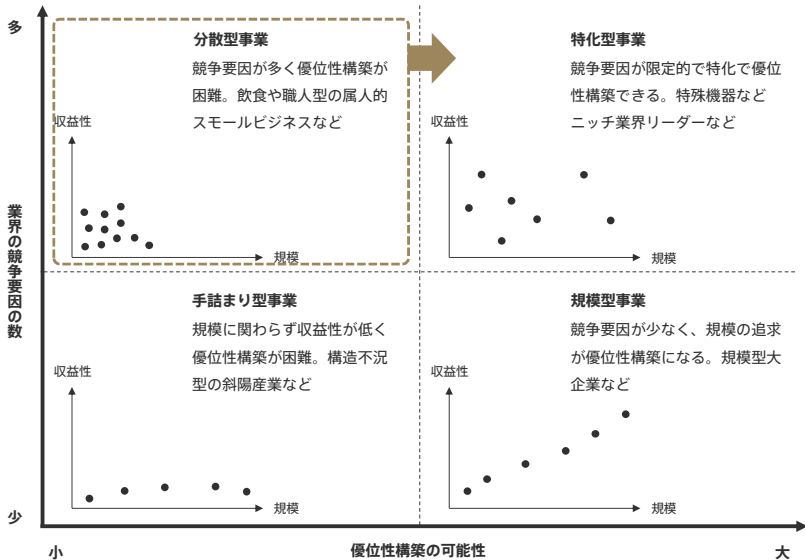 多
分散型事業
競争要因が多く優位性構築が
困難。飲食や職人型の属人的
スモールビジネスなど
収益性
規模
特化型事業
競争要因が限定的で特化で優位
性構築できる。特殊機器など
ニッチ業界リーダーなど
収益性
規模
業界の競争要因の数
手詰まり型事業
規模に関わらず収益性が低く
優位性構築が困難。構造不況
型の斜陽産業など
収益性
規模
規模型事業
競争要因が少なく、規模の追求
が優位性構築になる。規模型大
企業など
収益性
規模
少
小
優位性構築の可能性
大